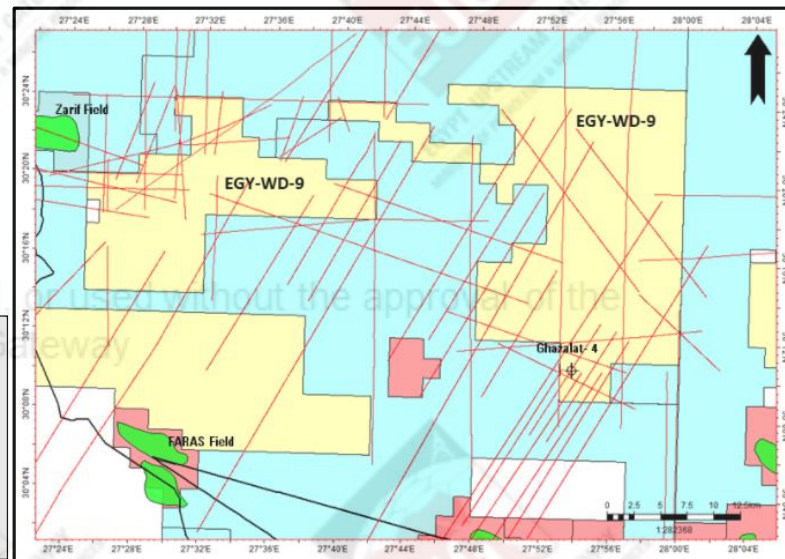 27°24'E 27°28'E 27°32'E 27°36'E 27°40'E 27°44'E 27°48'E 27°52'E 27°56'E 28°00'E 28°04'E
30°24'N
Zarif Field
EGY-WD-9
EGY-WD-9
30°20'N
30°16'N
or used without the approval of the
30°12'N
Gateway
Ghazalat- 4
30°08'N
FARAS Field
30°04'N
0 2.5 5 7.5 10 12.5km
1:282368
27°24'E 27°28'E 27°32'E 27°36'E 27°40'E 27°44'E 27°48'E 27°52'E 27°56'E 28°00'E 28°04'E